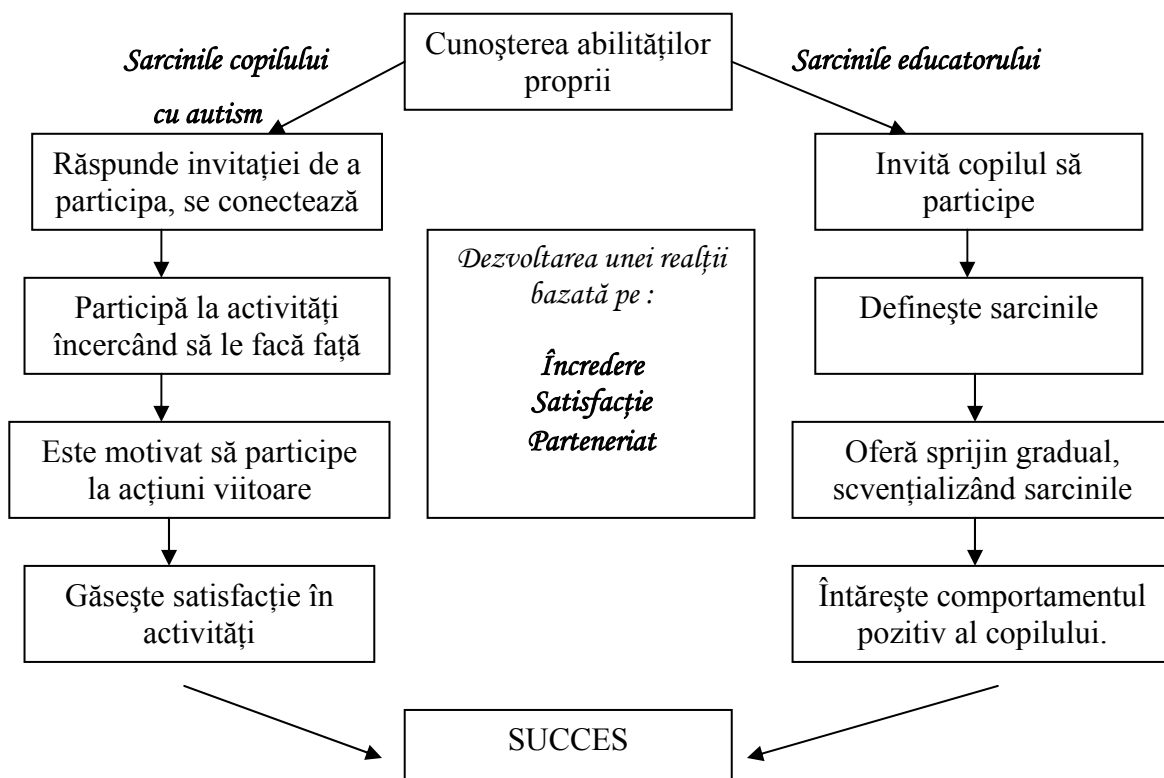 Cunoşterea abilităților
proprii
Sarcinile copilului
cu autism
Sarcinile educatorului
Răspunde invitației de a
participa, se conectează
Invită copilul să
participe
Dezvoltarea unei realții
bazată pe :
Încredere
Satisfacție
Parteneriat
Participă la activități
încercând să le facă față
Defineşte sarcinile
Este motivat să participe
la acțiuni viitoare
Oferă sprijin gradual,
scvențializând sarcinile
Găseşte satisfacție în
activități
Întăreşte comportamentul
pozitiv al copilului.
SUCCES